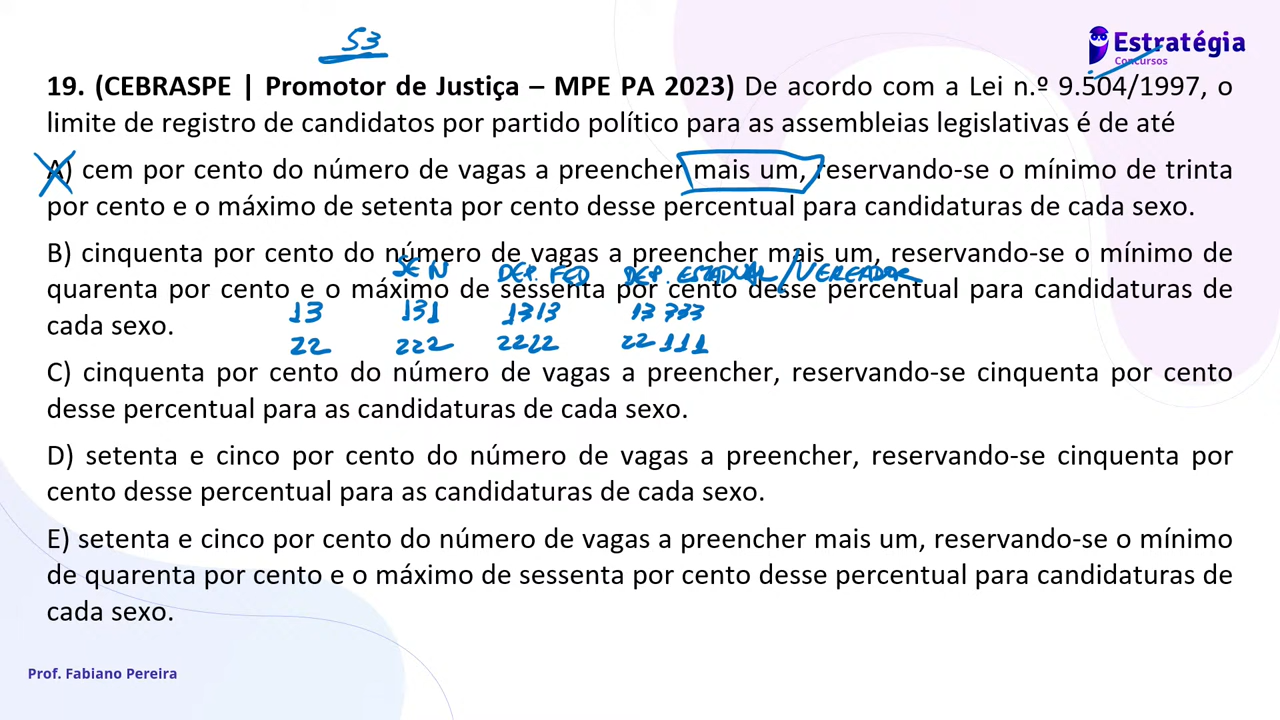 53
Estratégia
Concursos
19. (CEBRASPE | Promotor de Justiça – MPE PA 2023) De acordo com a Lei n.º 9.504/1997, o
limite de registro de candidatos por partido político para as assembleias legislativas é de até
A) cem por cento do número de vagas a preencher mais um, reservando-se o mínimo de trinta
por cento e o máximo de setenta por cento desse percentual para candidaturas de cada sexo.
B) cinquenta por cento do número de vagas a preencher mais um, reservando-se o mínimo de
SEN DEP. FED DEP. ESTADUAL/VEREADOR
quarenta por cento e o máximo de sessenta por cento desse percentual para candidaturas de
13 131 1313 13 333
cada sexo.
22 222 2222 22 111
C) cinquenta por cento do número de vagas a preencher, reservando-se cinquenta por cento
desse percentual para as candidaturas de cada sexo.
D) setenta e cinco por cento do número de vagas a preencher, reservando-se cinquenta por
cento desse percentual para as candidaturas de cada sexo.
E) setenta e cinco por cento do número de vagas a preencher mais um, reservando-se o mínimo
de quarenta por cento e o máximo de sessenta por cento desse percentual para candidaturas de
cada sexo.
Prof. Fabiano Pereira